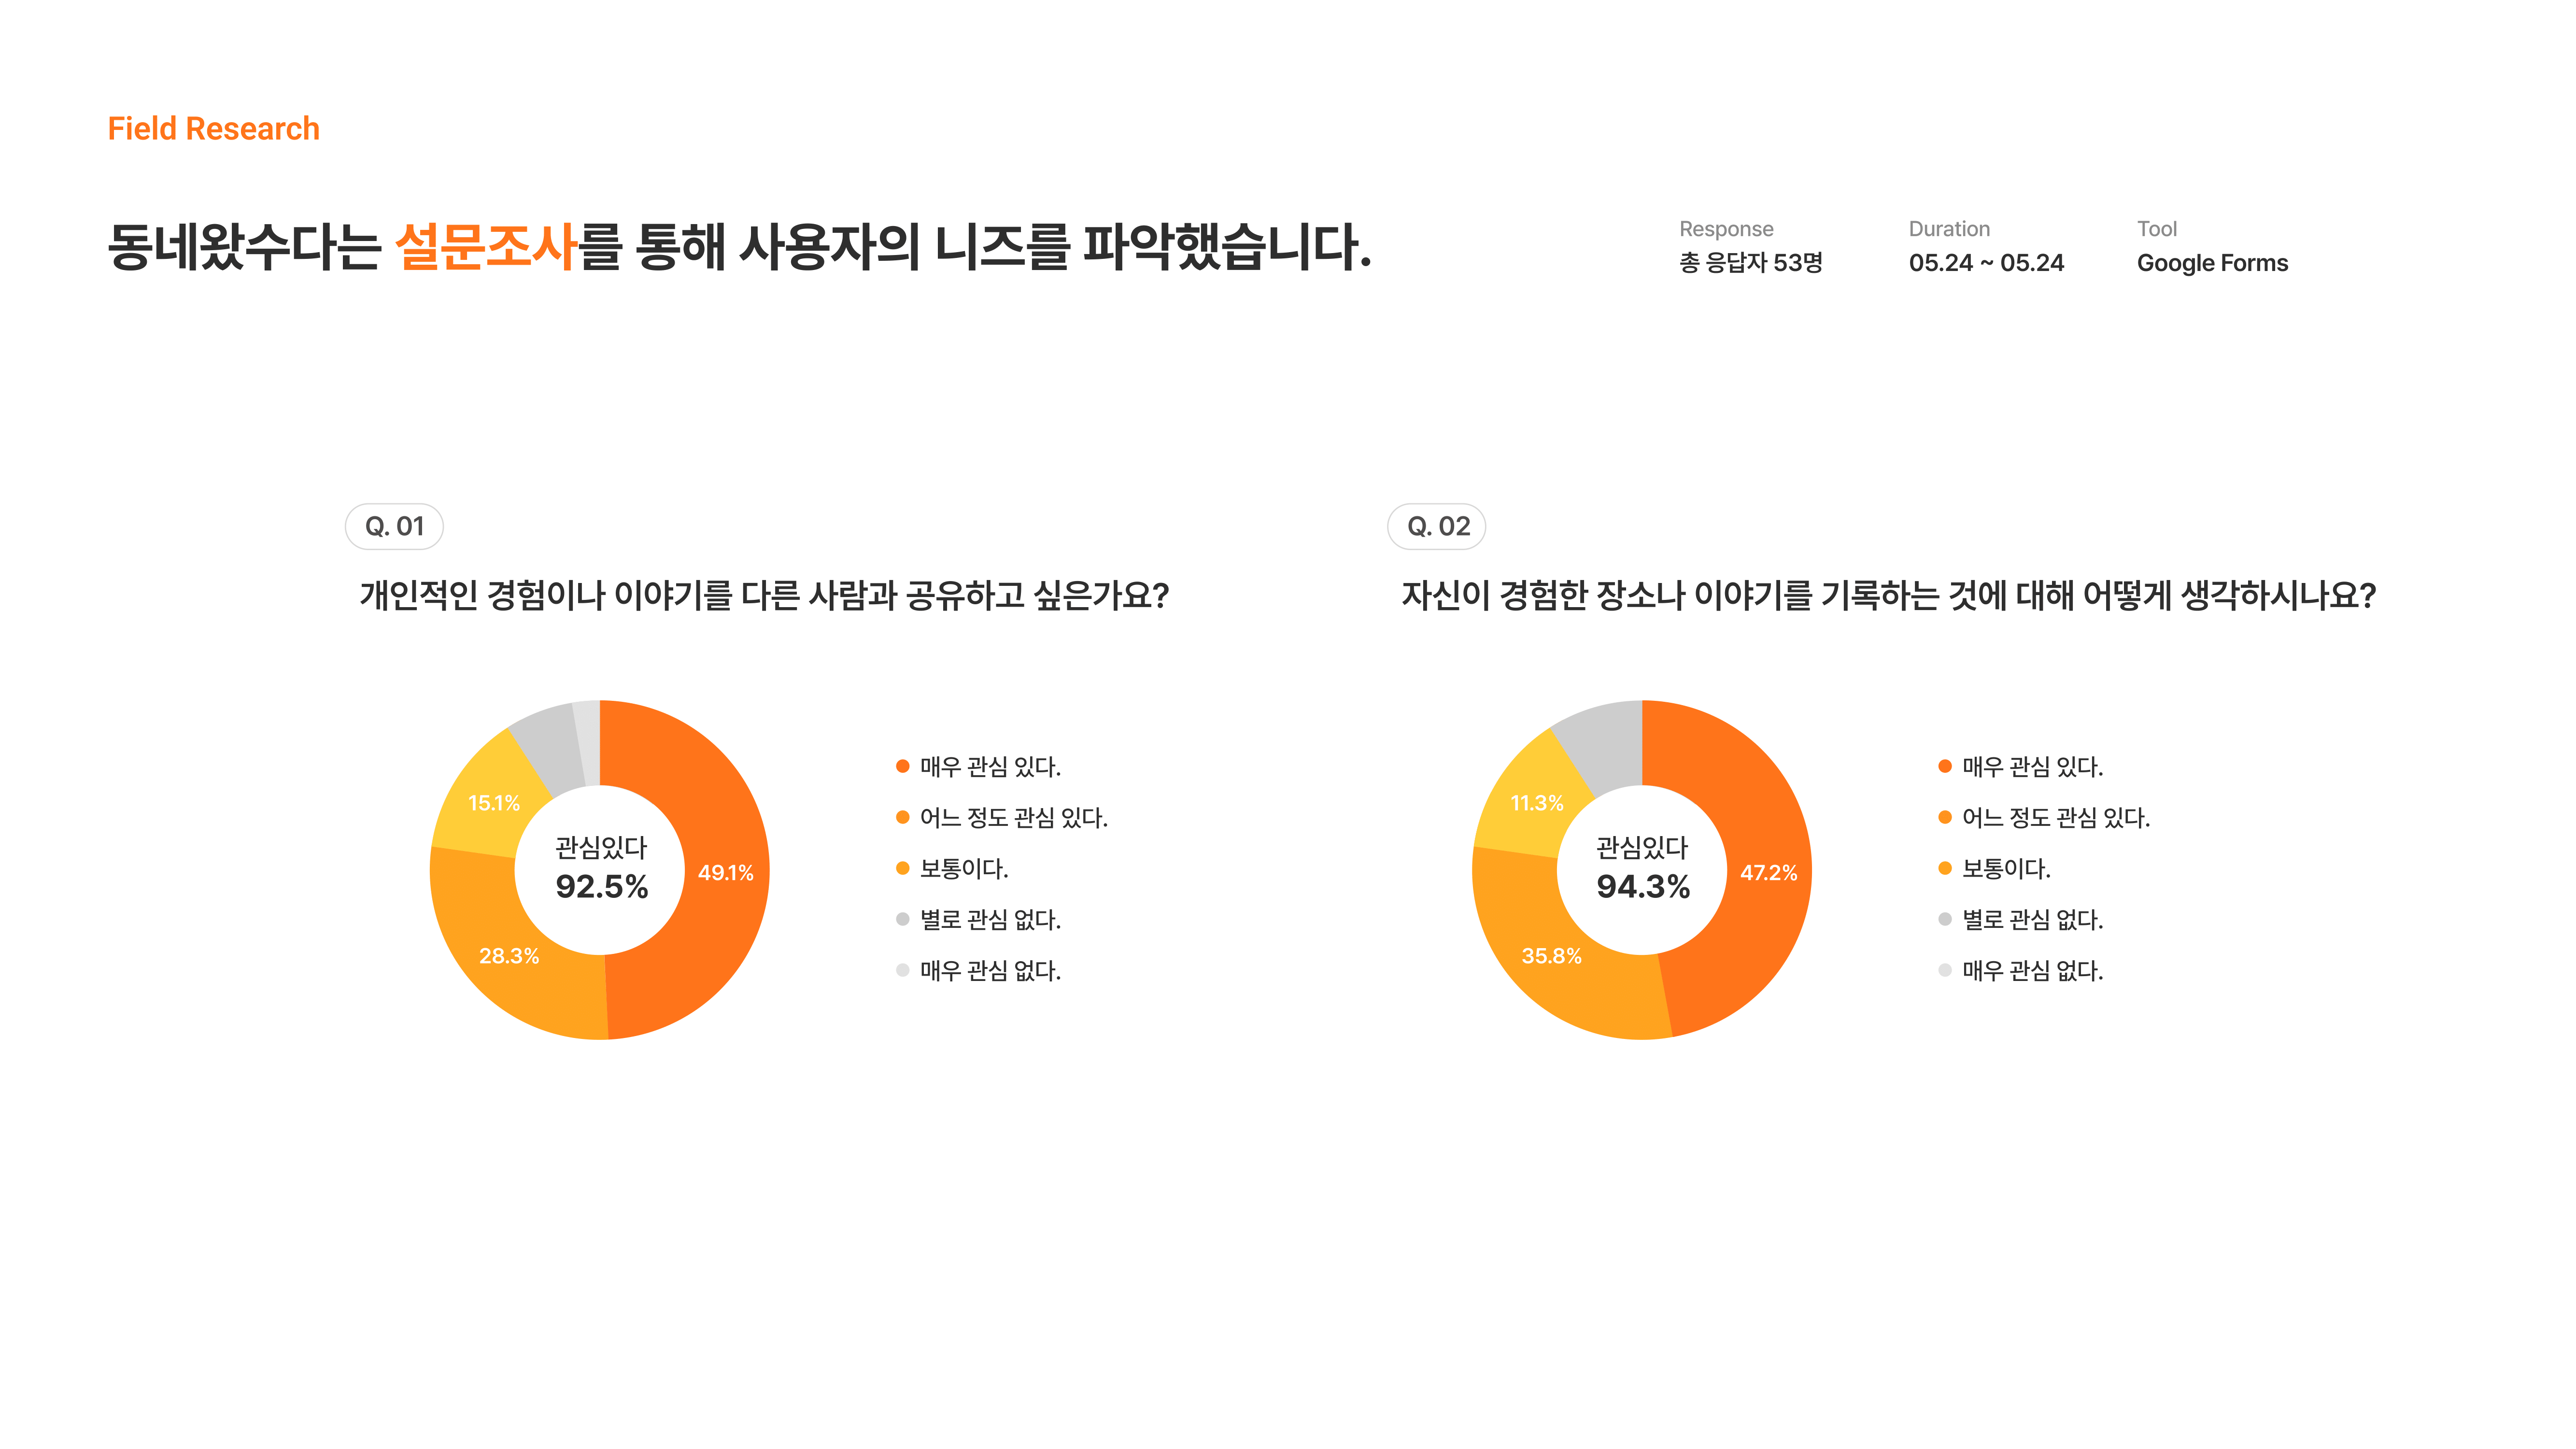 Field Research
동네왔수다는 설문조사를 통해 사용자의 니즈를 파악했습니다.
Response
총 응답자 53명
Duration
05.24 ~ 05.24
Tool
Google Forms
Q. 01
개인적인 경험이나 이야기를 다른 사람과 공유하고 싶은가요?
15.1%
28.3%
49.1%
관심있다
92.5%
매우 관심 있다.
어느 정도 관심 있다.
보통이다.
별로 관심 없다.
매우 관심 없다.
Q. 02
자신이 경험한 장소나 이야기를 기록하는 것에 대해 어떻게 생각하시나요?
11.3%
35.8%
47.2%
관심있다
94.3%
매우 관심 있다.
어느 정도 관심 있다.
보통이다.
별로 관심 없다.
매우 관심 없다.